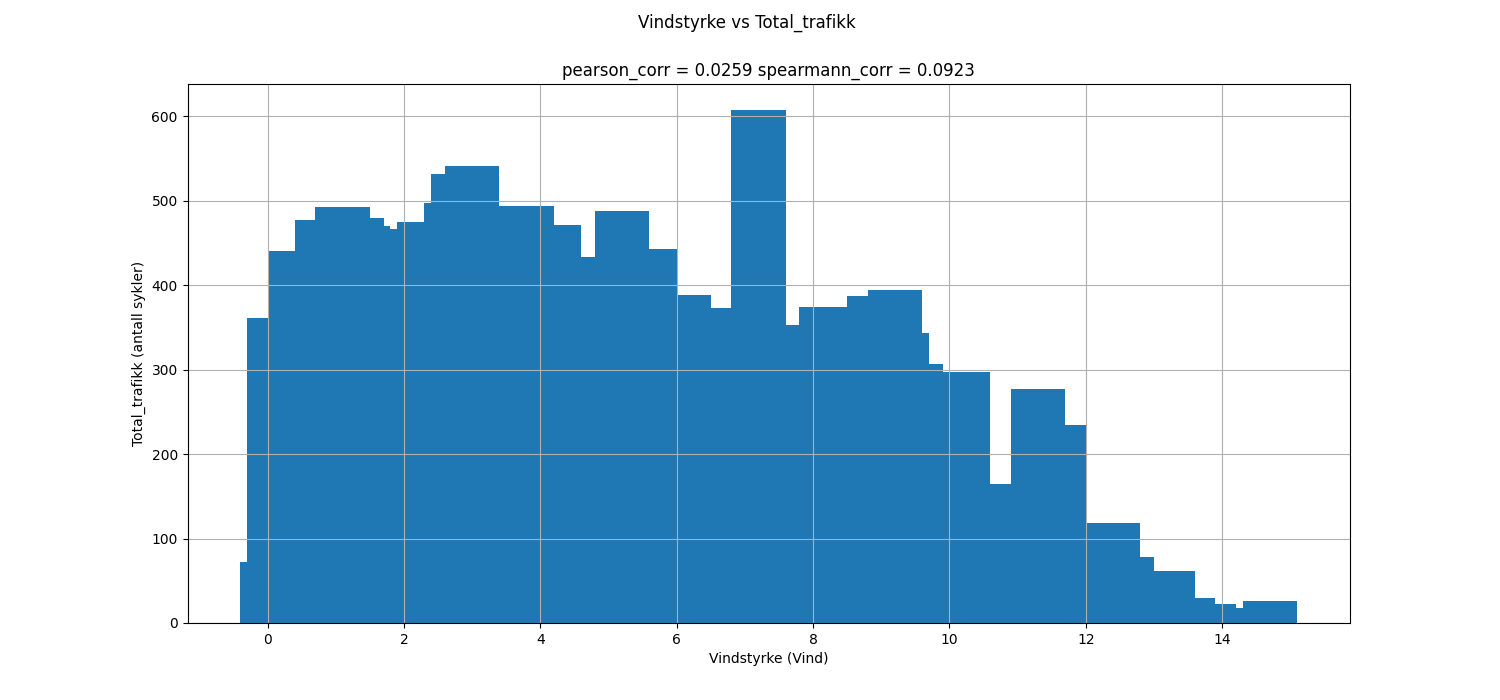 Vindstyrke vs Total_trafikk
pearson_corr = 0.0259 spearmann_corr = 0.0923
600
500
400
300
200
100
0
Total_trafikk (antall sykler)
0 2 4 6 8 10 12 14
Vindstyrke (Vind)